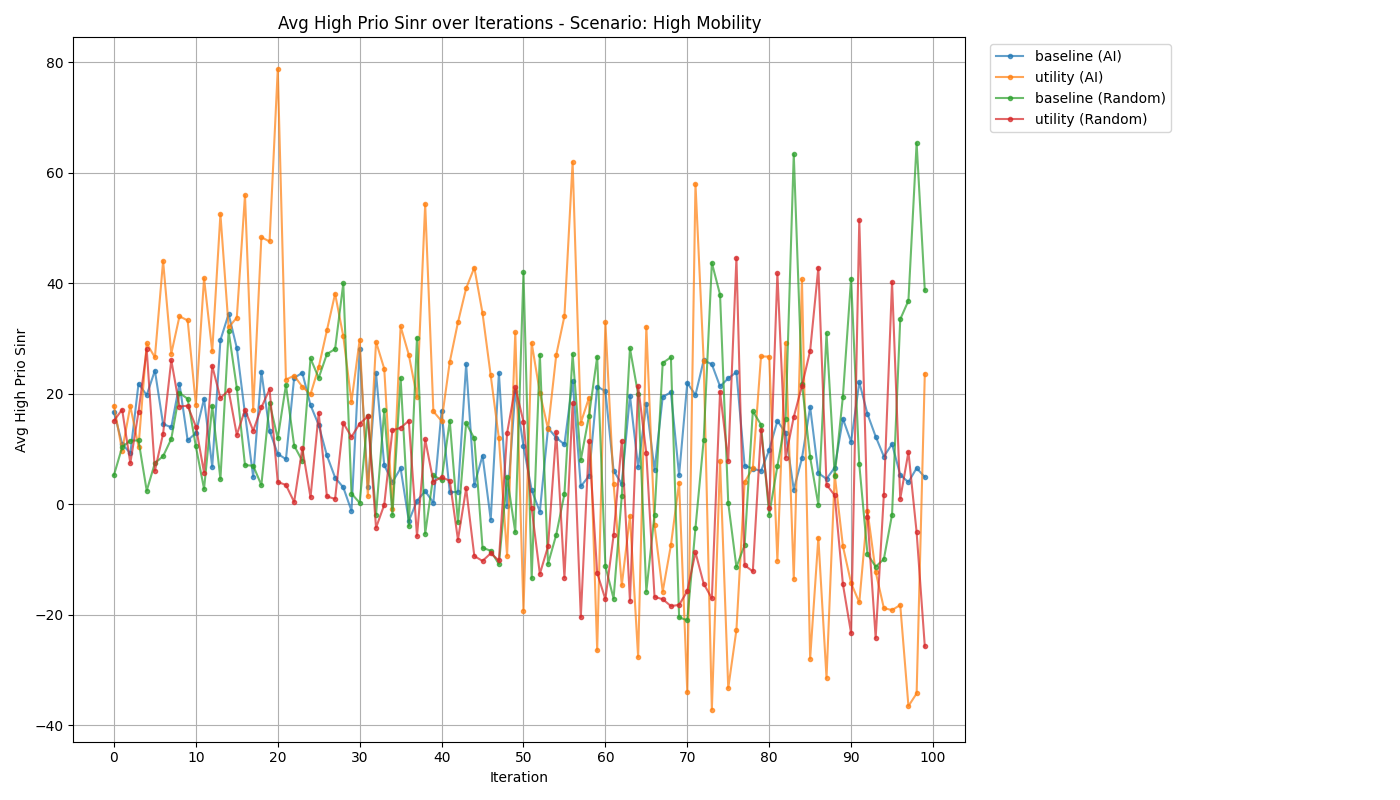 Avg High Prio Sinr over Iterations - Scenario: High Mobility
80
60
40
20
0
−20
−40
Avg High Prio Sinr
0 10 20 30 40 50 60 70 80 90 100
Iteration
baseline (AI)
utility (AI)
baseline (Random)
utility (Random)